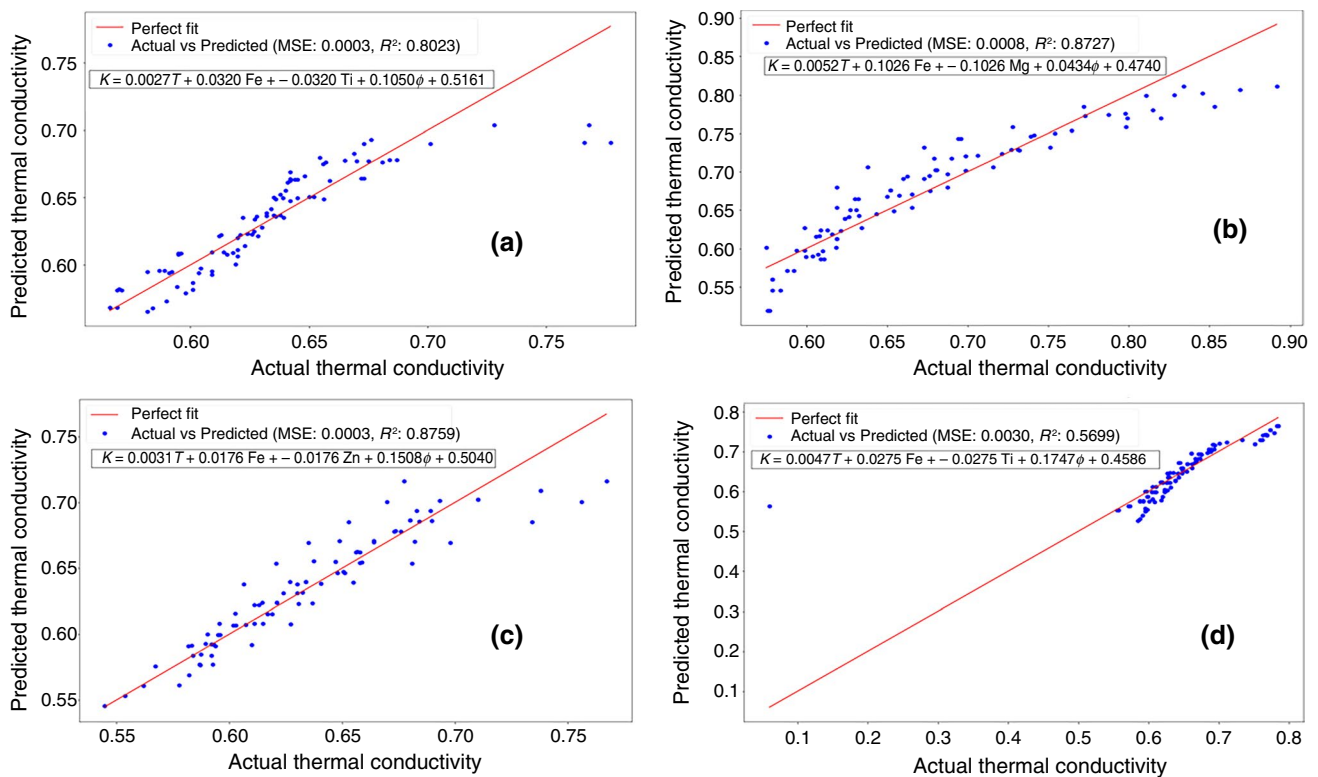 Perfect fit
Actual vs Predicted (MSE: 0.0003, R²: 0.8023)
K = 0.0027T + 0.0320 Fe + − 0.0320 Ti + 0.1050ϕ + 0.5161
Predicted thermal conductivity
0.75
0.70
0.65
0.60
(a)
0.60 0.65 0.70 0.75
Actual thermal conductivity
Perfect fit
Actual vs Predicted (MSE: 0.0008, R²: 0.8727)
K = 0.0052T + 0.1026 Fe + − 0.1026 Mg + 0.0434ϕ + 0.4740
Predicted thermal conductivity
0.90
0.85
0.80
0.75
0.70
0.65
0.60
0.55
(b)
0.60 0.65 0.70 0.75 0.80 0.85 0.90
Actual thermal conductivity
Perfect fit
Actual vs Predicted (MSE: 0.0003, R²: 0.8759)
K = 0.0031T + 0.0176 Fe + − 0.0176 Zn + 0.1508ϕ + 0.5040
Predicted thermal conductivity
0.75
0.70
0.65
0.60
0.55
(c)
0.55 0.60 0.65 0.70 0.75
Actual thermal conductivity
Perfect fit
Actual vs Predicted (MSE: 0.0030, R²: 0.5699)
K = 0.0047T + 0.0275 Fe + − 0.0275 Ti + 0.1747ϕ + 0.4586
Predicted thermal conductivity
0.8
0.7
0.6
0.5
0.4
0.3
0.2
0.1
(d)
0.1 0.2 0.3 0.4 0.5 0.6 0.7 0.8
Actual thermal conductivity